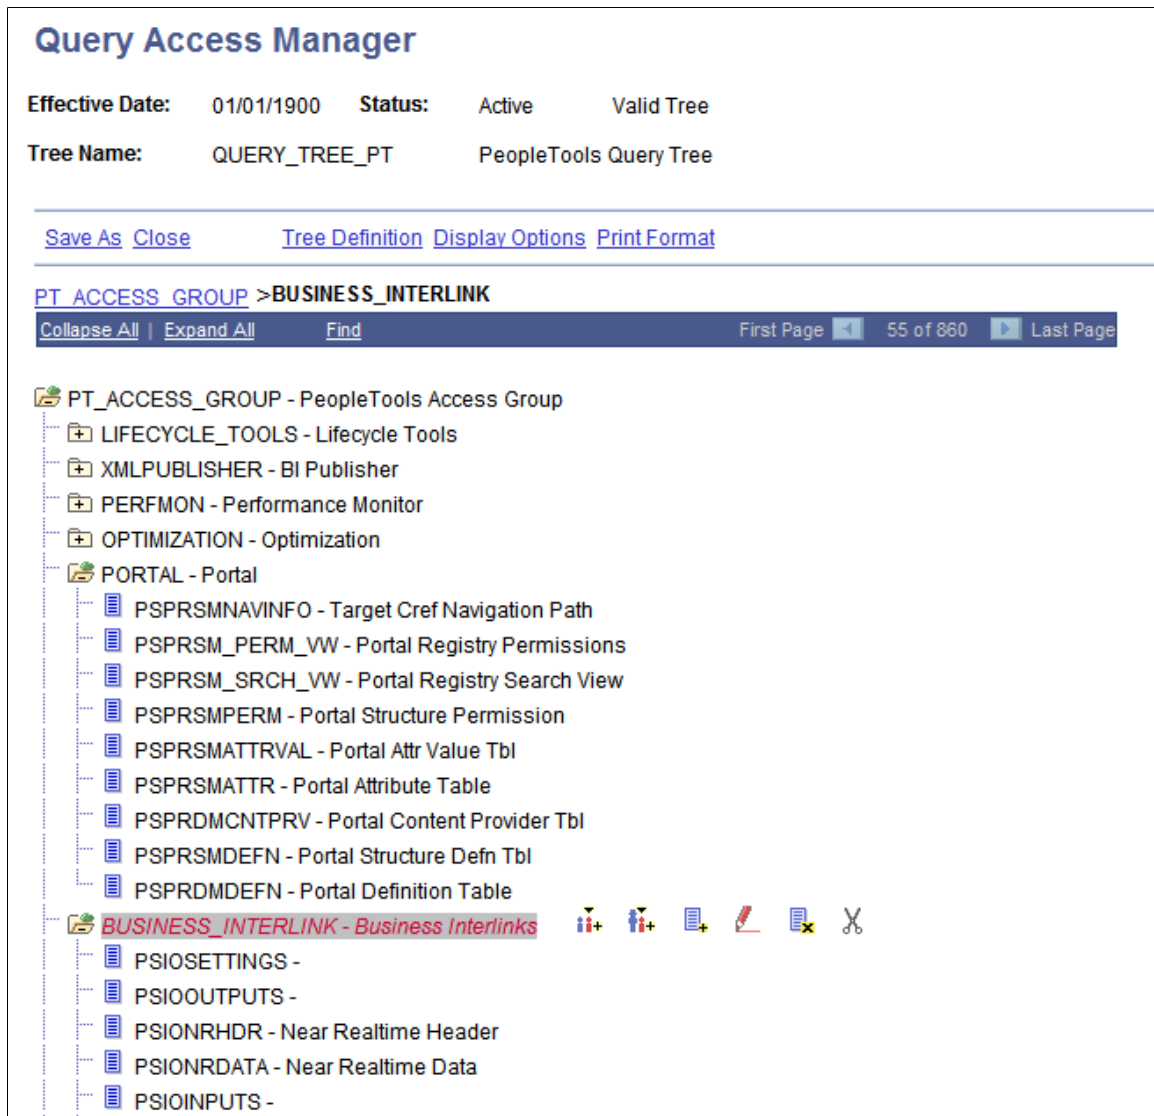 Query Access Manager
Effective Date: 01/01/1900 Status: Active Valid Tree
Tree Name: QUERY_TREE_PT PeopleTools Query Tree
Save As Close Tree Definition Display Options Print Format
PT_ACCESS_GROUP >BUSINESS_INTERLINK
Collapse All | Expand All Find First Page 55 of 860 Last Page
PT_ACCESS_GROUP - PeopleTools Access Group
LIFECYCLE_TOOLS - Lifecycle Tools
XMLPUBLISHER - BI Publisher
PERFMON - Performance Monitor
OPTIMIZATION - Optimization
PORTAL - Portal
PSPRSMNAVINFO - Target Cref Navigation Path
PSPRSM_PERM_VW - Portal Registry Permissions
PSPRSM_SRCH_VW - Portal Registry Search View
PSPRSMPERM - Portal Structure Permission
PSPRSMATTRVAL - Portal Attr Value Tbl
PSPRSMATTR - Portal Attribute Table
PSPRDMCNTPRV - Portal Content Provider Tbl
PSPRSMDEFN - Portal Structure Defn Tbl
PSPRDMDEFN - Portal Definition Table
BUSINESS_INTERLINK - Business Interlinks
PSIOSETTINGS -
PSIOOUTPUTS -
PSIONRHDR - Near Realtime Header
PSIONRDATA - Near Realtime Data
PSIOINPUTS -